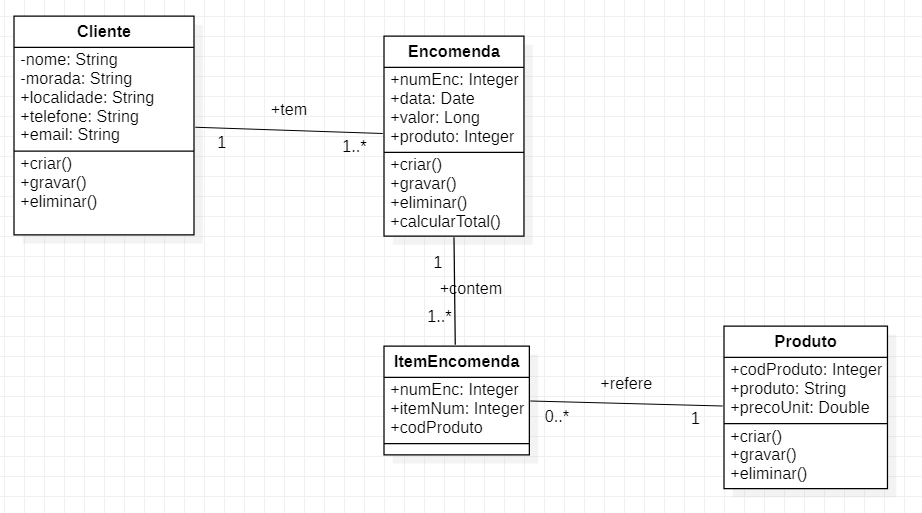 Cliente
-nome: String
-morada: String
+localidade: String
+telefone: String
+email: String
+criar()
+gravar()
+eliminar()
+tem
1
1..*
Encomenda
+numEnc: Integer
+data: Date
+valor: Long
+produto: Integer
+criar()
+gravar()
+eliminar()
+calcularTotal()
1
+contem
1..*
ItemEncomenda
+numEnc: Integer
+itemNum: Integer
+codProduto
+refere
0..*
1
Produto
+codProduto: Integer
+produto: String
+precoUnit: Double
+criar()
+gravar()
+eliminar()